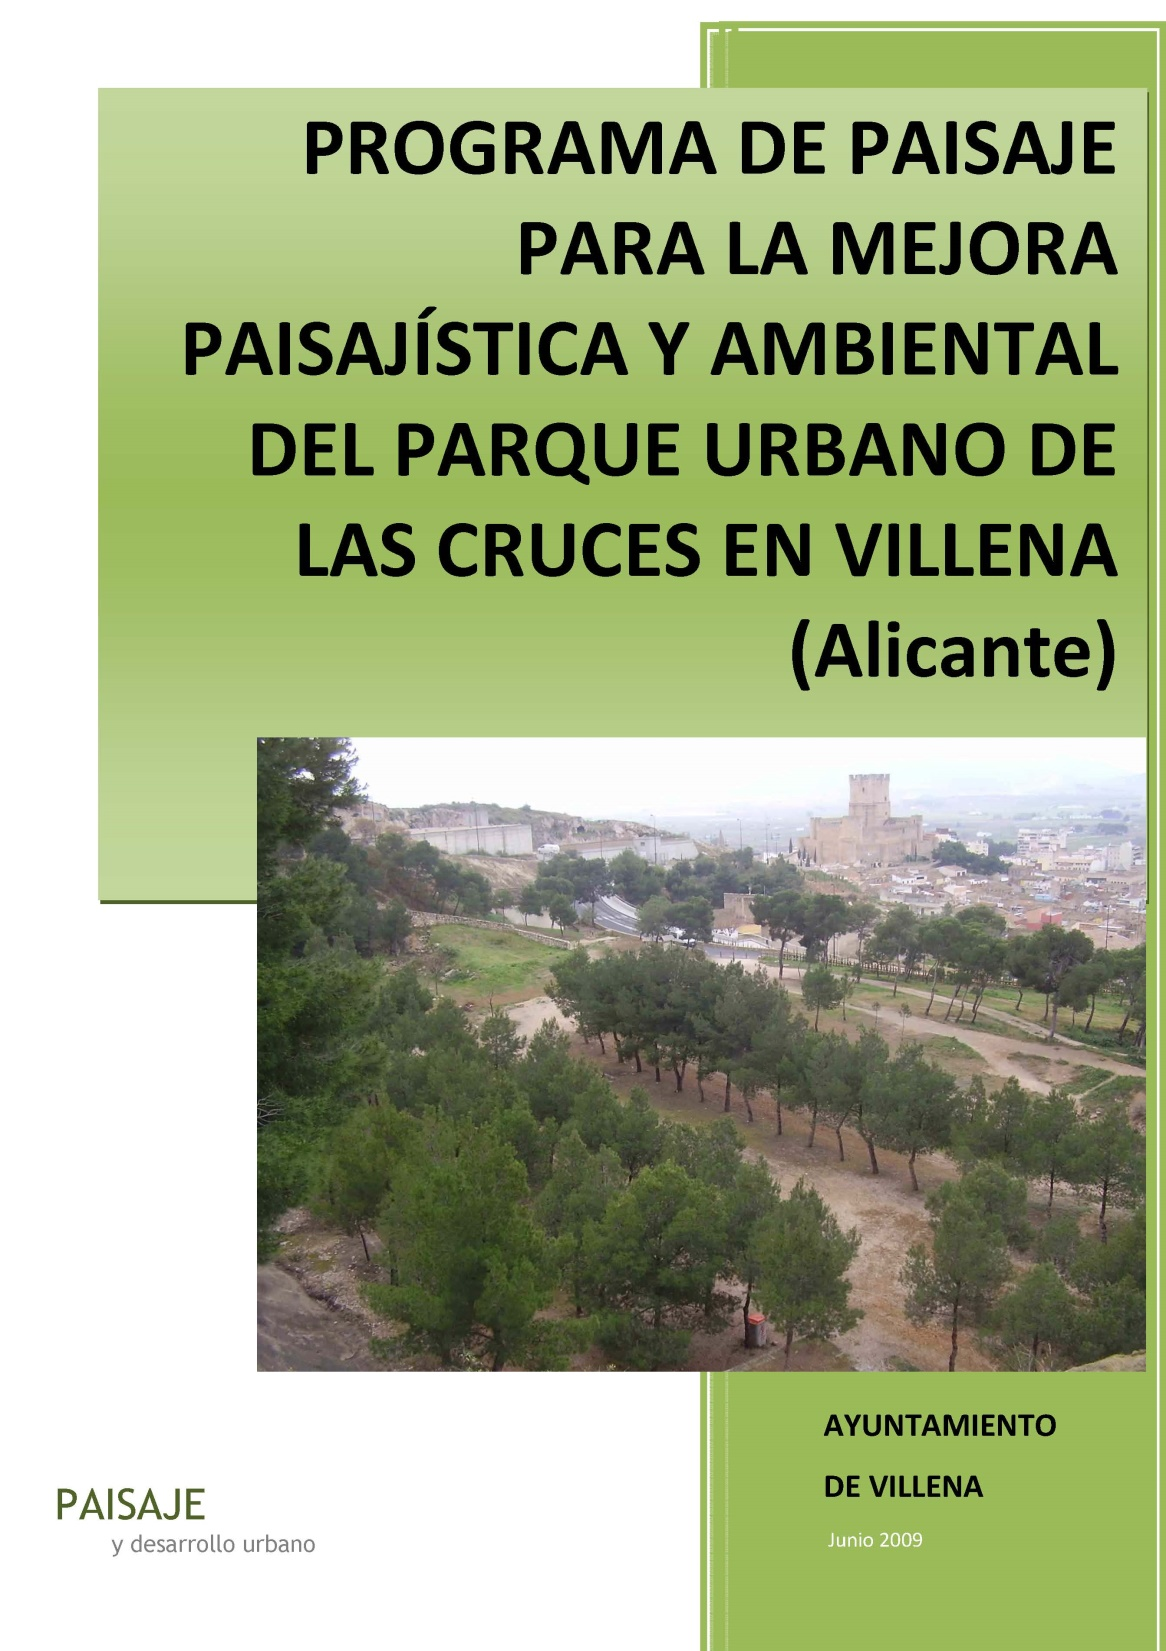 PROGRAMA DE PAISAJE
PARA LA MEJORA
PAISAJÍSTICA Y AMBIENTAL
DEL PARQUE URBANO DE
LAS CRUCES EN VILLENA
(Alicante)
AYUNTAMIENTO
DE VILLENA
Junio 2009
PAISAJE
y desarrollo urbano